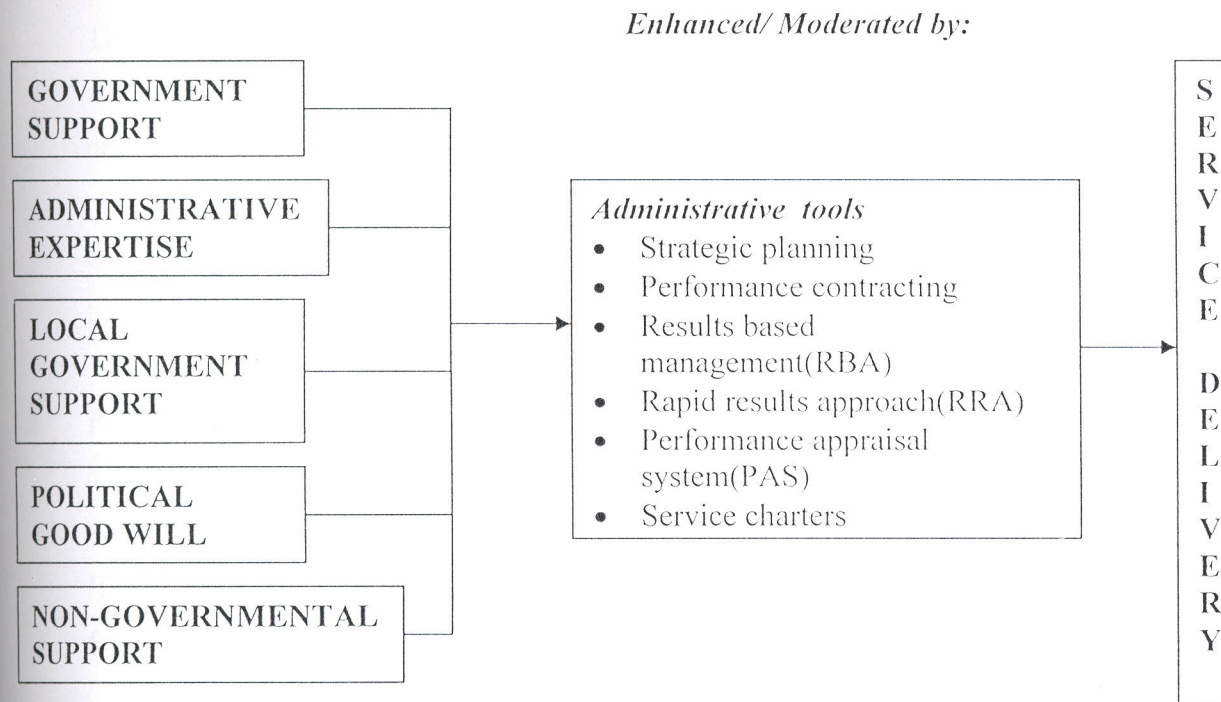 Enhanced/ Moderated by:
GOVERNMENT
SUPPORT
ADMINISTRATIVE
EXPERTISE
LOCAL
GOVERNMENT
SUPPORT
POLITICAL
GOOD WILL
NON-GOVERNMENTAL
SUPPORT
Administrative tools
• Strategic planning
• Performance contracting
• Results based
management(RBA)
• Rapid results approach(RRA)
• Performance appraisal
system(PAS)
• Service charters
S
E
R
V
I
C
E
D
E
L
I
V
E
R
Y